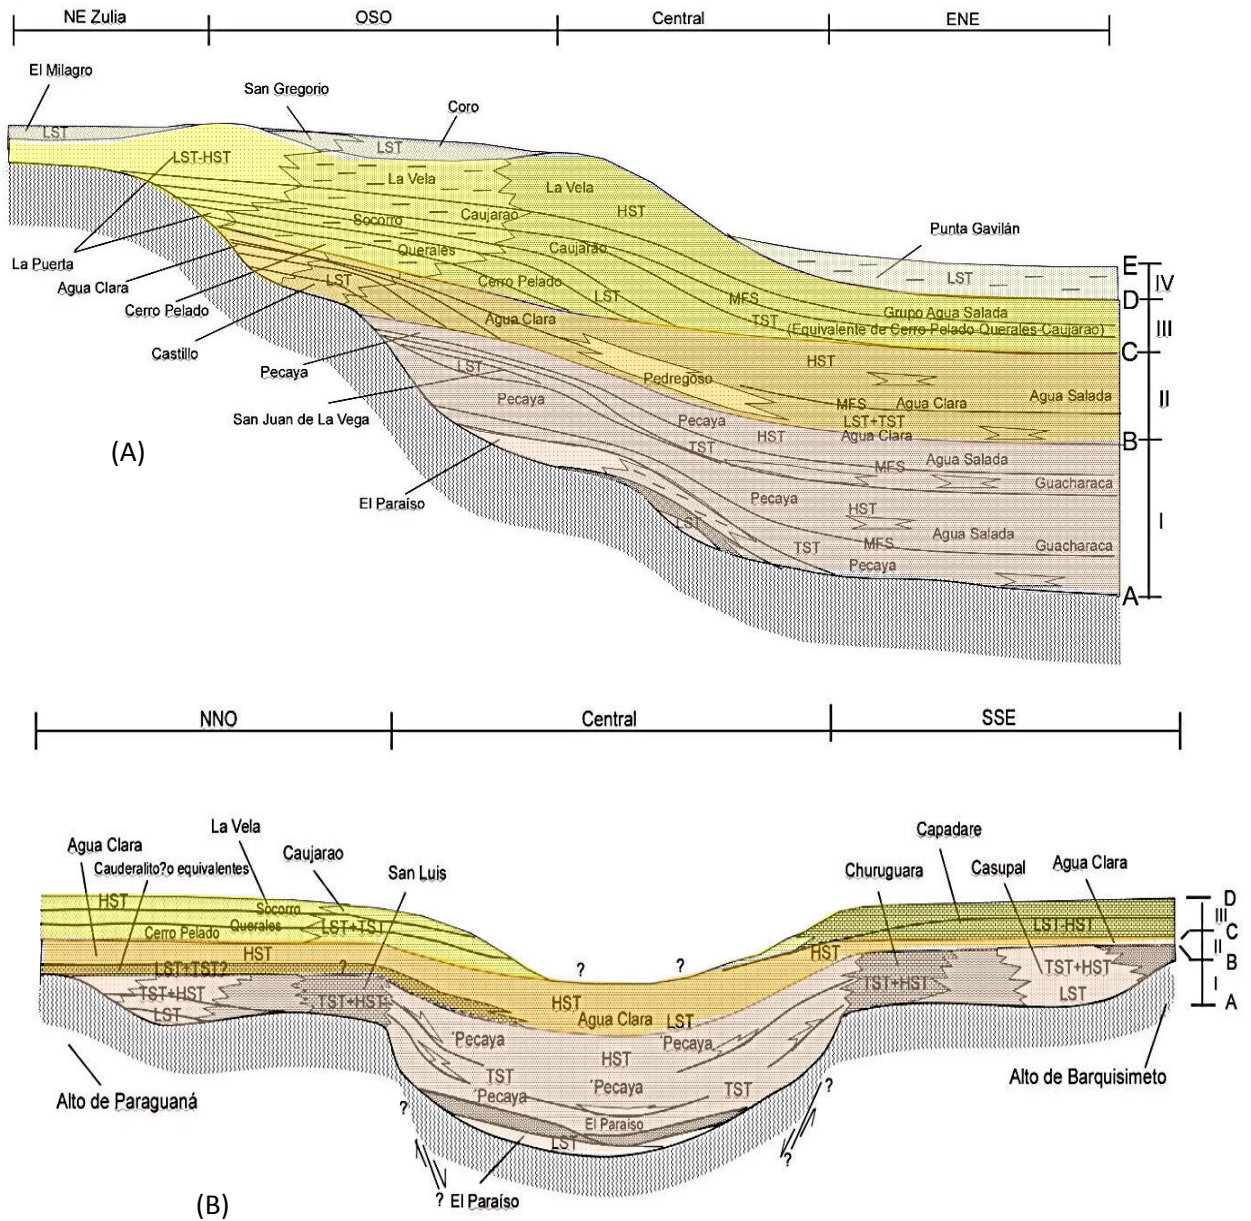 NE Zulia OSO Central ENE
El Milagro
San Gregorio
Coro
LST
LST
LST-HST
La Vela
La Vela
Caujarao
HST
Socorro
Punta Gavilán
Querales
Caujarao
La Puerta
E
LST
IV
Agua Clara
Cerro Pelado
LST
LST
MFS
D
Grupo Agua Salada
Cerro Pelado
Agua Clara
TST
(Equivalente de Cerro Pelado-Querales-Caujarao)
III
Castillo
C
HST
Pecaya
LST
Pedregoso
Agua Salada
II
Pecaya
MFS
Agua Clara
San Juan de La Vega
Pecaya
LST+TST
HST
Agua Clara
B
(A)
TST
Agua Salada
MFS
Guacharaca
El Paraíso
Pecaya
HST
I
LST
Agua Salada
TST
MFS
Guacharaca
Pecaya
A
NNO Central SSE
La Vela
Capadare
Agua Clara
Caujarao
Churuguara
Casupal
Agua Clara
Cauderalito?o equivalentes
San Luis
HST
D
Socorro
III
Querales
LST+TST
LST-HST
Cerro Pelado
C
HST
HST
II
LST+TST?
?
?
?
B
TST+HST
TST+HST
TST+HST
TST+HST
I
LST
HST
LST
LST
A
Agua Clara
'Pecaya
'Pecaya
HST
TST
'Pecaya
TST
Alto de Paraguaná
'Pecaya
?
Alto de Barquisimeto
?
El Paraíso
LST
?
? El Paraíso
(B)